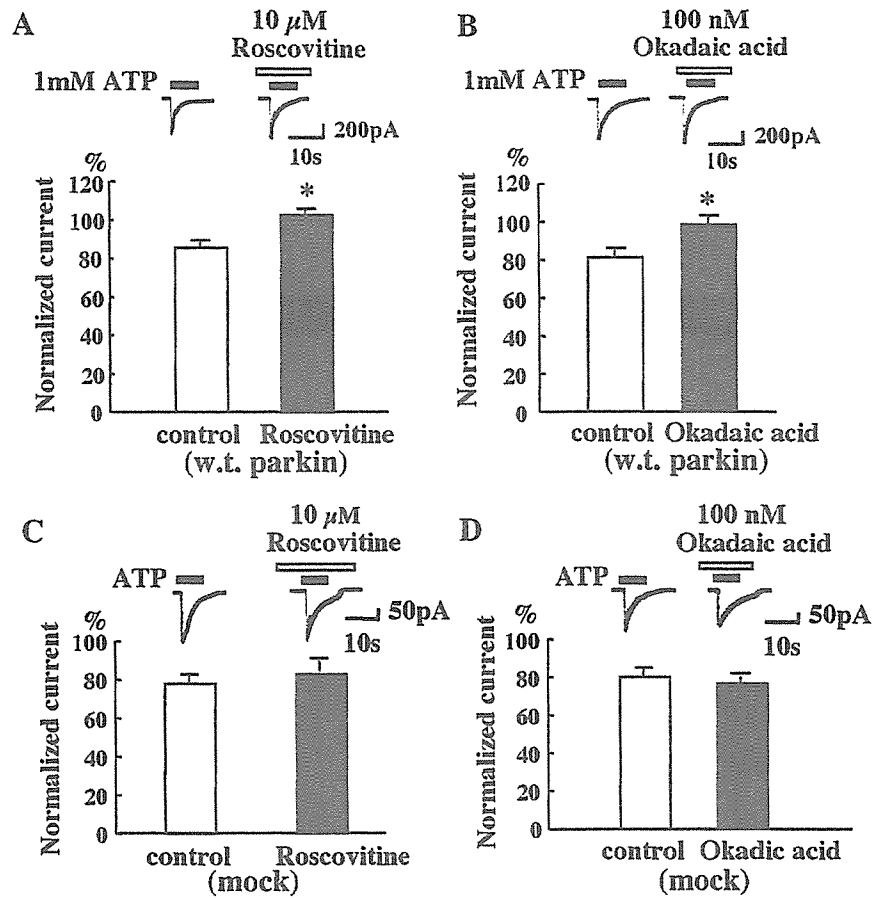 A
10 μM
Roscovitine
1mM ATP
200pA
10s
%
Normalized current
120
100
80
60
40
20
0
*
control Roscovitine
(w.t. parkin)
B
100 nM
Okadaic acid
1mM ATP
200pA
10s
%
Normalized current
120
100
80
60
40
20
0
*
control Okadaic acid
(w.t. parkin)
C
10 μM
Roscovitine
ATP
50pA
10s
%
Normalized current
100
80
60
40
20
0
control Roscovitine
(mock)
D
100 nM
Okadaic acid
ATP
50pA
10s
%
Normalized current
100
80
60
40
20
0
control Okadic acid
(mock)